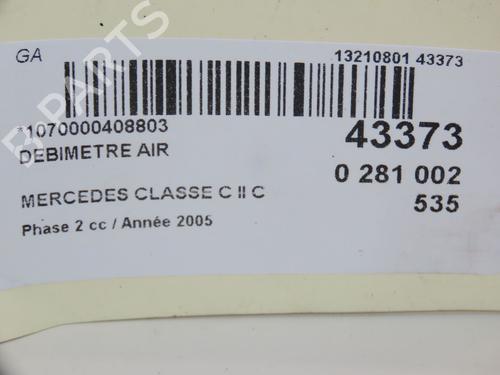 GA
13210801 43373
*1070000408803
43373
DEBIMETRE AIR
0 281 002
535
MERCEDES CLASSE C II C
Phase 2 cc / Année 2005
B-PARTS